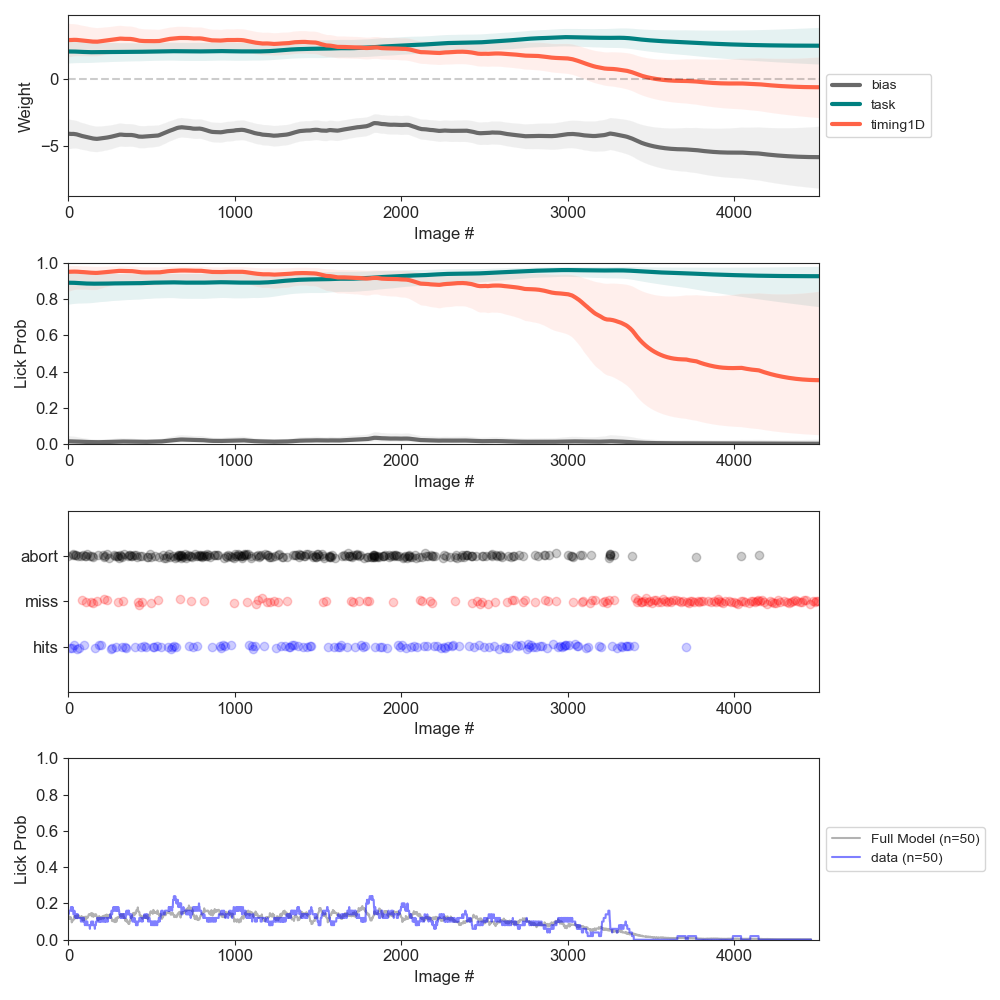 Weight
0
−5
0
1000
2000
3000
4000
Image #
bias
task
timing1D
Lick Prob
1.0
0.8
0.6
0.4
0.2
0.0
0
1000
2000
3000
4000
Image #
abort
miss
hits
0
1000
2000
3000
4000
Image #
Lick Prob
1.0
0.8
0.6
0.4
0.2
0.0
0
1000
2000
3000
4000
Image #
Full Model (n=50)
data (n=50)